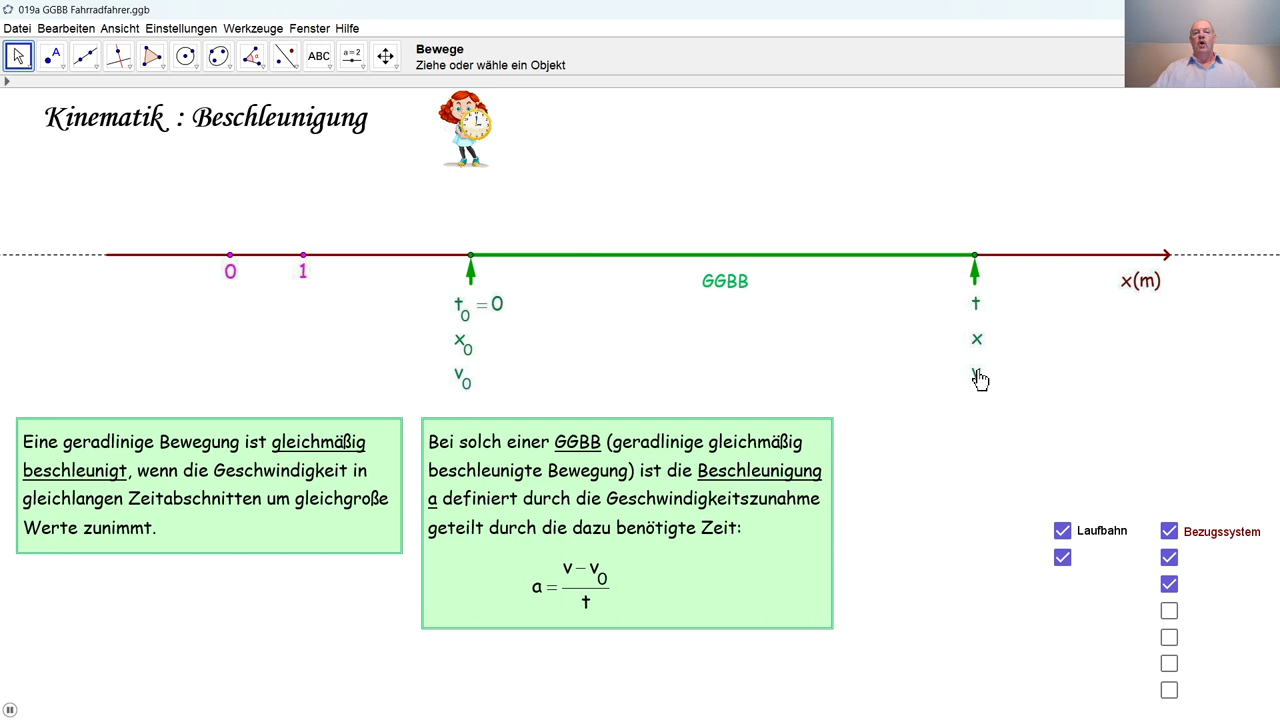 019a GGBB Fahrradfahrer.ggb
Datei Bearbeiten Ansicht Einstellungen Werkzeuge Fenster Hilfe
A
ABC
a=2
Bewege
Ziehe oder wähle ein Objekt
Kinematik : Beschleunigung
0 1
GGBB
x(m)
t₀ = 0
t
x₀
x
v₀
Eine geradlinige Bewegung ist gleichmäßig
beschleunigt, wenn die Geschwindigkeit in
gleichlangen Zeitabschnitten um gleichgroße
Werte zunimmt.
Bei solch einer GGBB (geradlinige gleichmäßig
beschleunigte Bewegung) ist die Beschleunigung
a definiert durch die Geschwindigkeitszunahme
geteilt durch die dazu benötigte Zeit:
a = (v − v₀) / t
Laufbahn
Bezugssystem